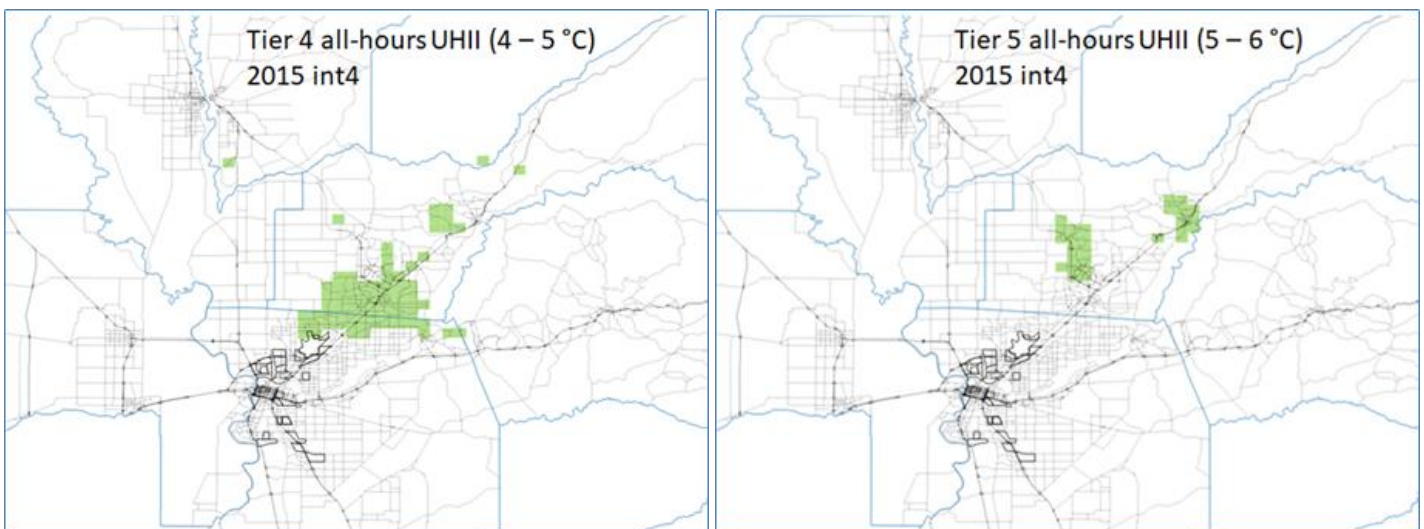 Tier 4 all-hours UHII (4 – 5 °C)
2015 int4
Tier 5 all-hours UHII (5 – 6 °C)
2015 int4